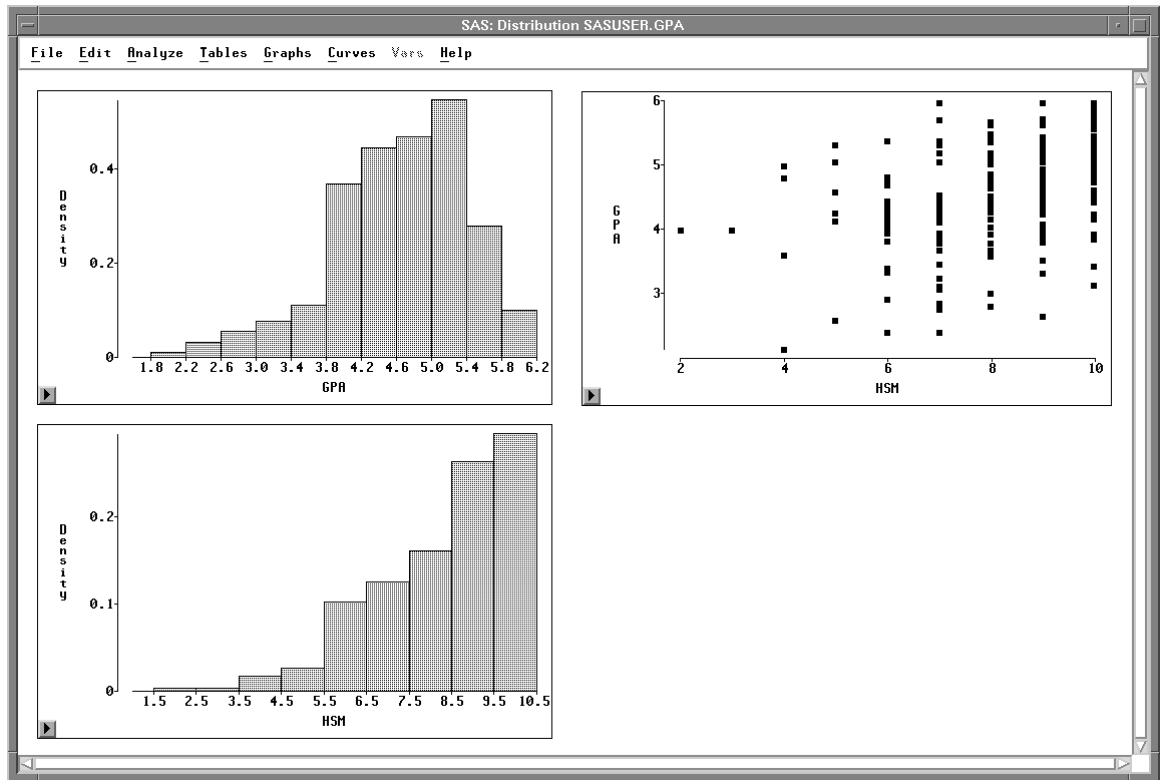 SAS: Distribution SASUSER.GPA
File Edit Analyze Tables Graphs Curves Vars Help
Density
0.4
0.2
0
1.8 2.2 2.6 3.0 3.4 3.8 4.2 4.6 5.0 5.4 5.8 6.2
GPA
GPA
6
5
4
3
2 4 6 8 10
HSM
Density
0.2
0.1
0
1.5 2.5 3.5 4.5 5.5 6.5 7.5 8.5 9.5 10.5
HSM